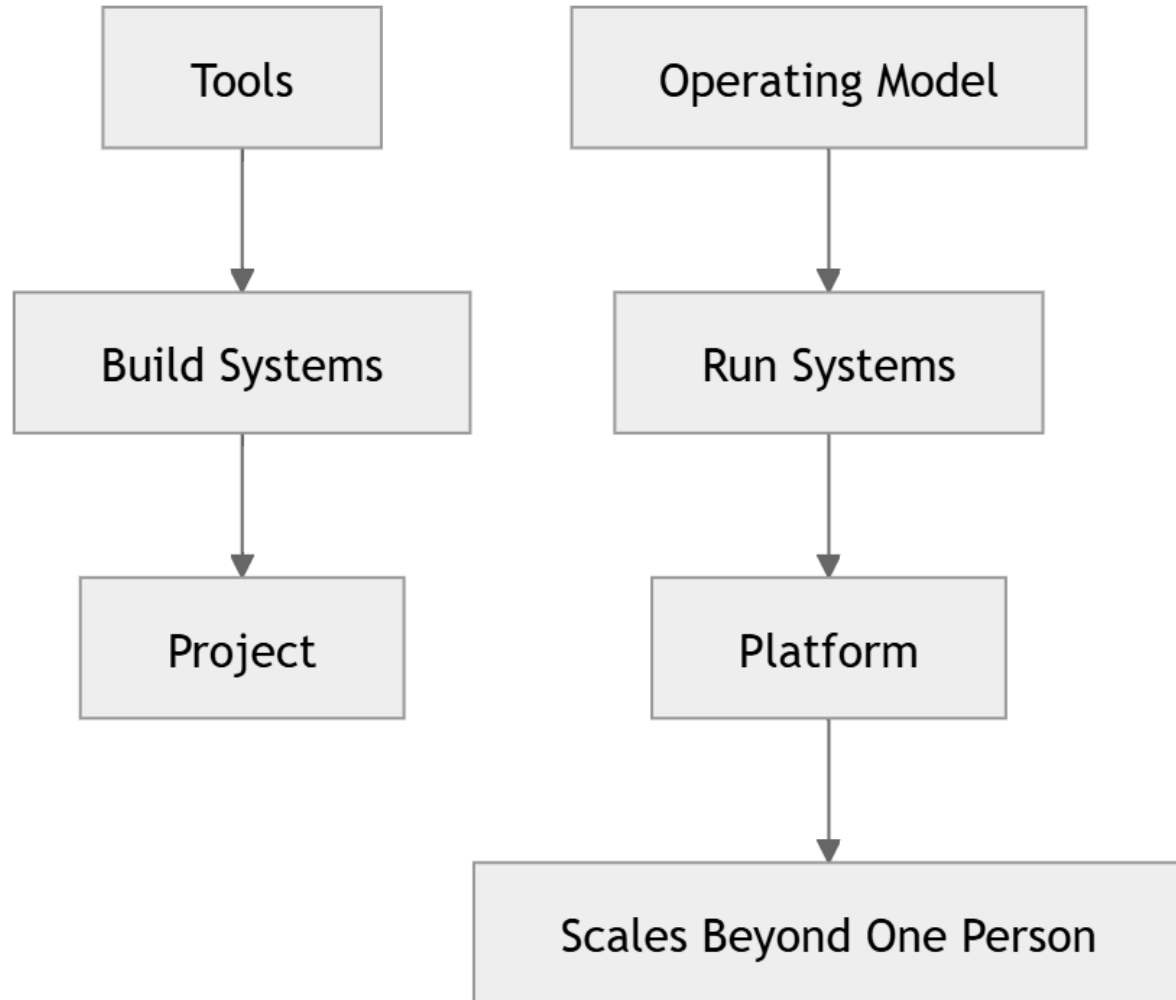 Tools
Operating Model
Build Systems
Run Systems
Project
Platform
Scales Beyond One Person